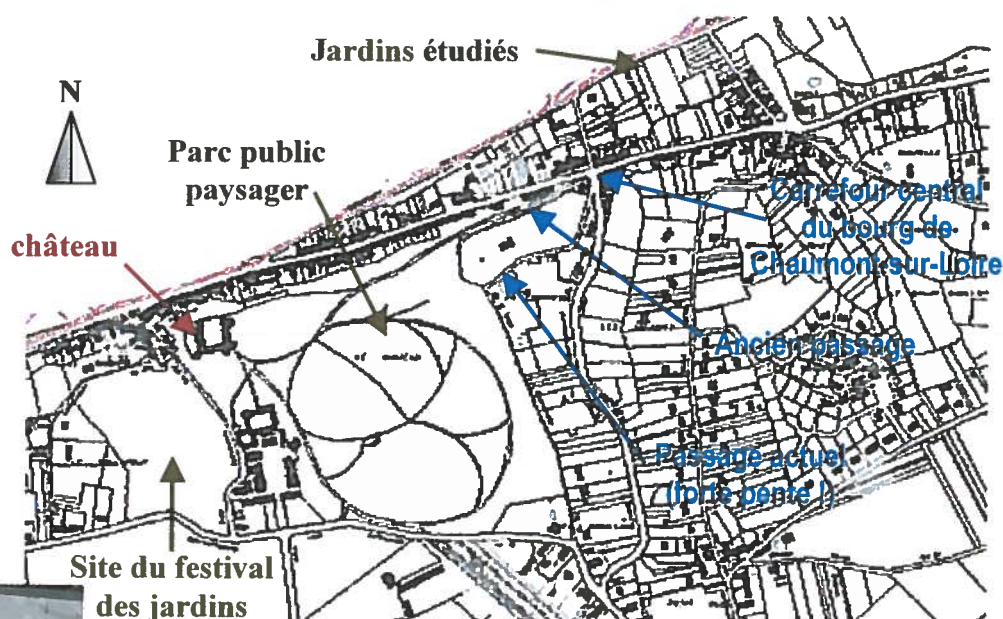 Jardins étudiés
N
Parc public
paysager
château
Carrefour central
du bourg de
Chaumont-sur-Loire
Ancien passage
Passage actuel
(forte pente !)
Site du festival
des jardins